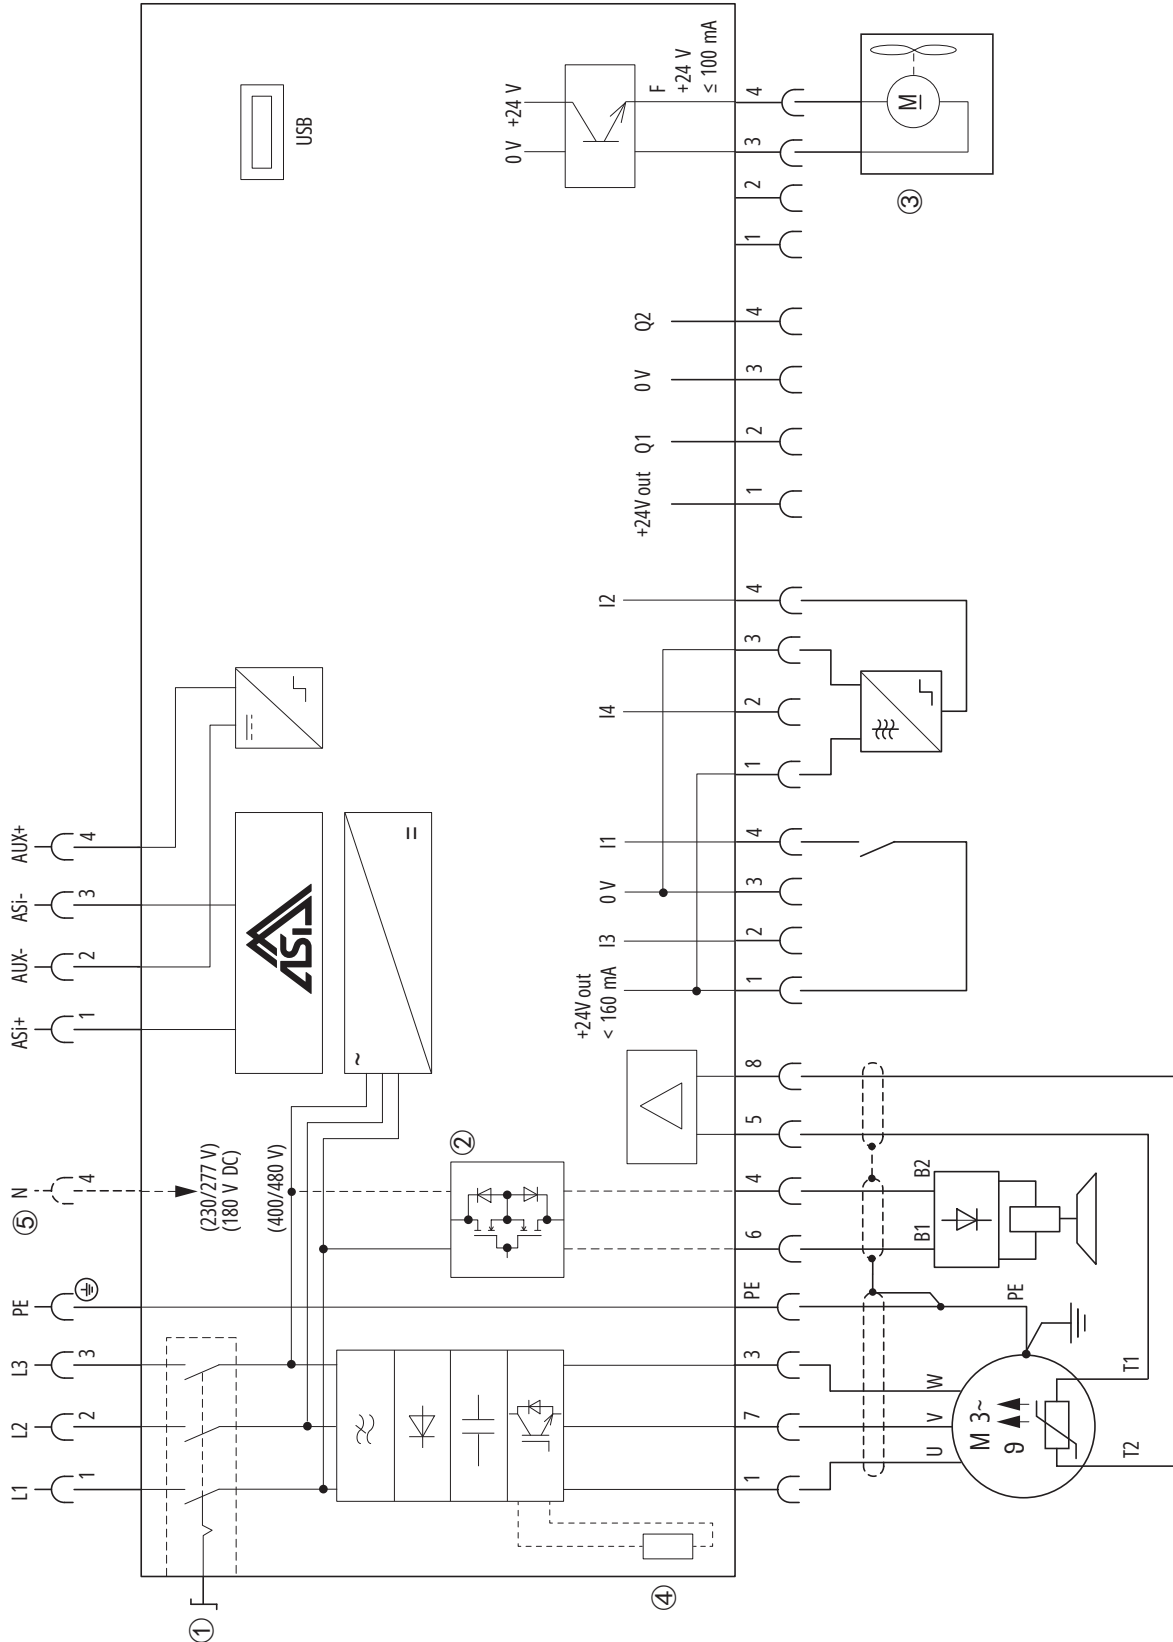 L1
L2
L3
PE
N
ASi+
AUX-
ASi-
AUX+
1
2
3
4
1
2
3
4
⑤
①
(230/277 V)
(180 V DC)
(400/480 V)
~
=
ASi
USB
②
④
0 V
+24 V
F
+24 V
≤ 100 mA
+24V out
< 160 mA
I3
0 V
I1
I4
I2
+24V out
Q1
0 V
Q2
1
7
3
PE
6
4
5
8
1
2
3
4
1
2
3
4
1
2
3
4
1
2
3
4
U
V
W
PE
B1
B2
M 3~
9
T2
T1
M
③